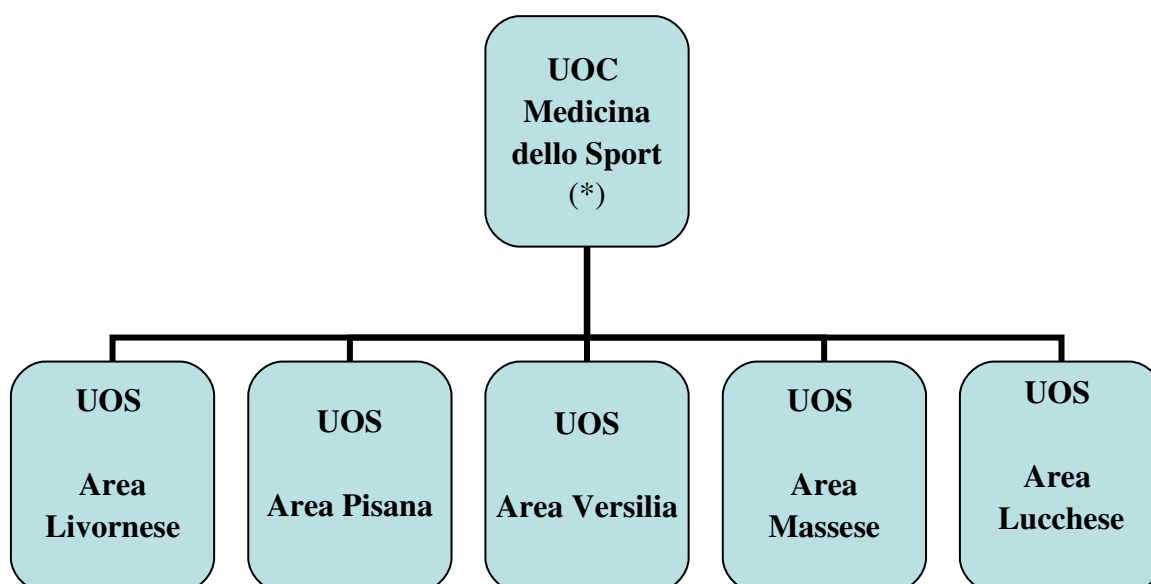 UOC
Medicina
dello Sport
(*)
UOS
Area
Livornese
UOS
Area Pisana
UOS
Area Versilia
UOS
Area
Massese
UOS
Area
Lucchese